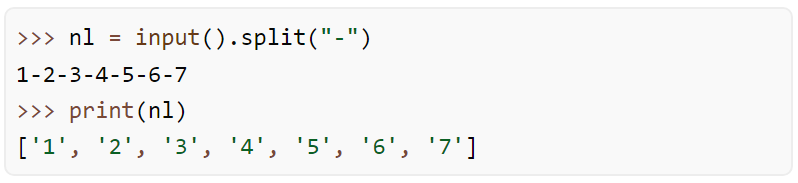 >>> nl = input().split("-")
1-2-3-4-5-6-7
>>> print(nl)
['1', '2', '3', '4', '5', '6', '7']